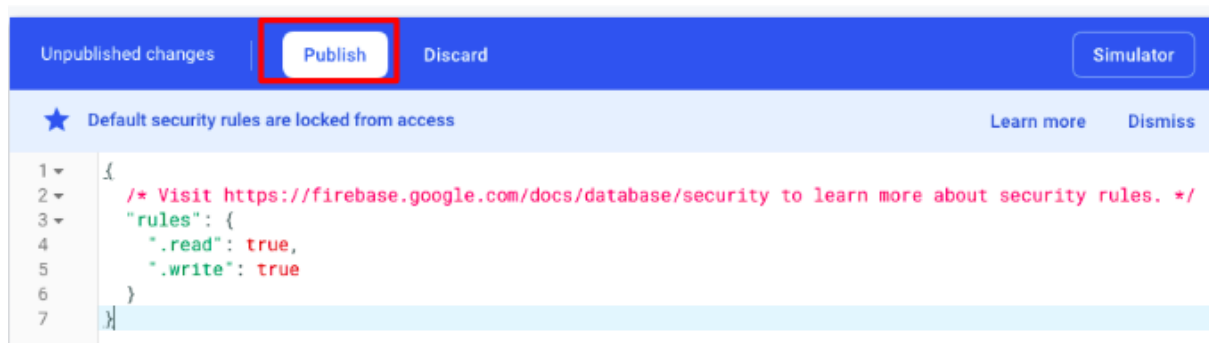 Unpublished changes Publish Discard Simulator
Default security rules are locked from access Learn more Dismiss
1 {
2 /* Visit https://firebase.google.com/docs/database/security to learn more about security rules. */
3 "rules": {
4 ".read": true,
5 ".write": true
6 }
7 }